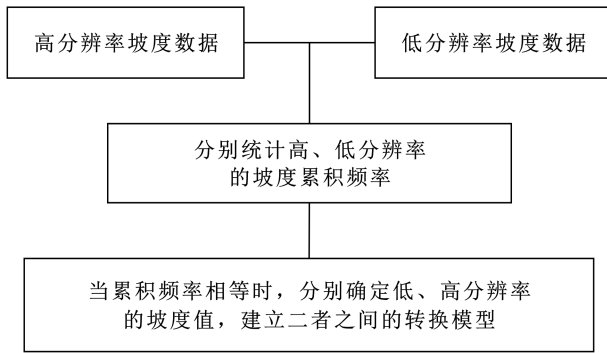 高分辨率坡度数据
低分辨率坡度数据
分别统计高、低分辨率
的坡度累积频率
当累积频率相等时，分别确定低、高分辨率
的坡度值，建立二者之间的转换模型